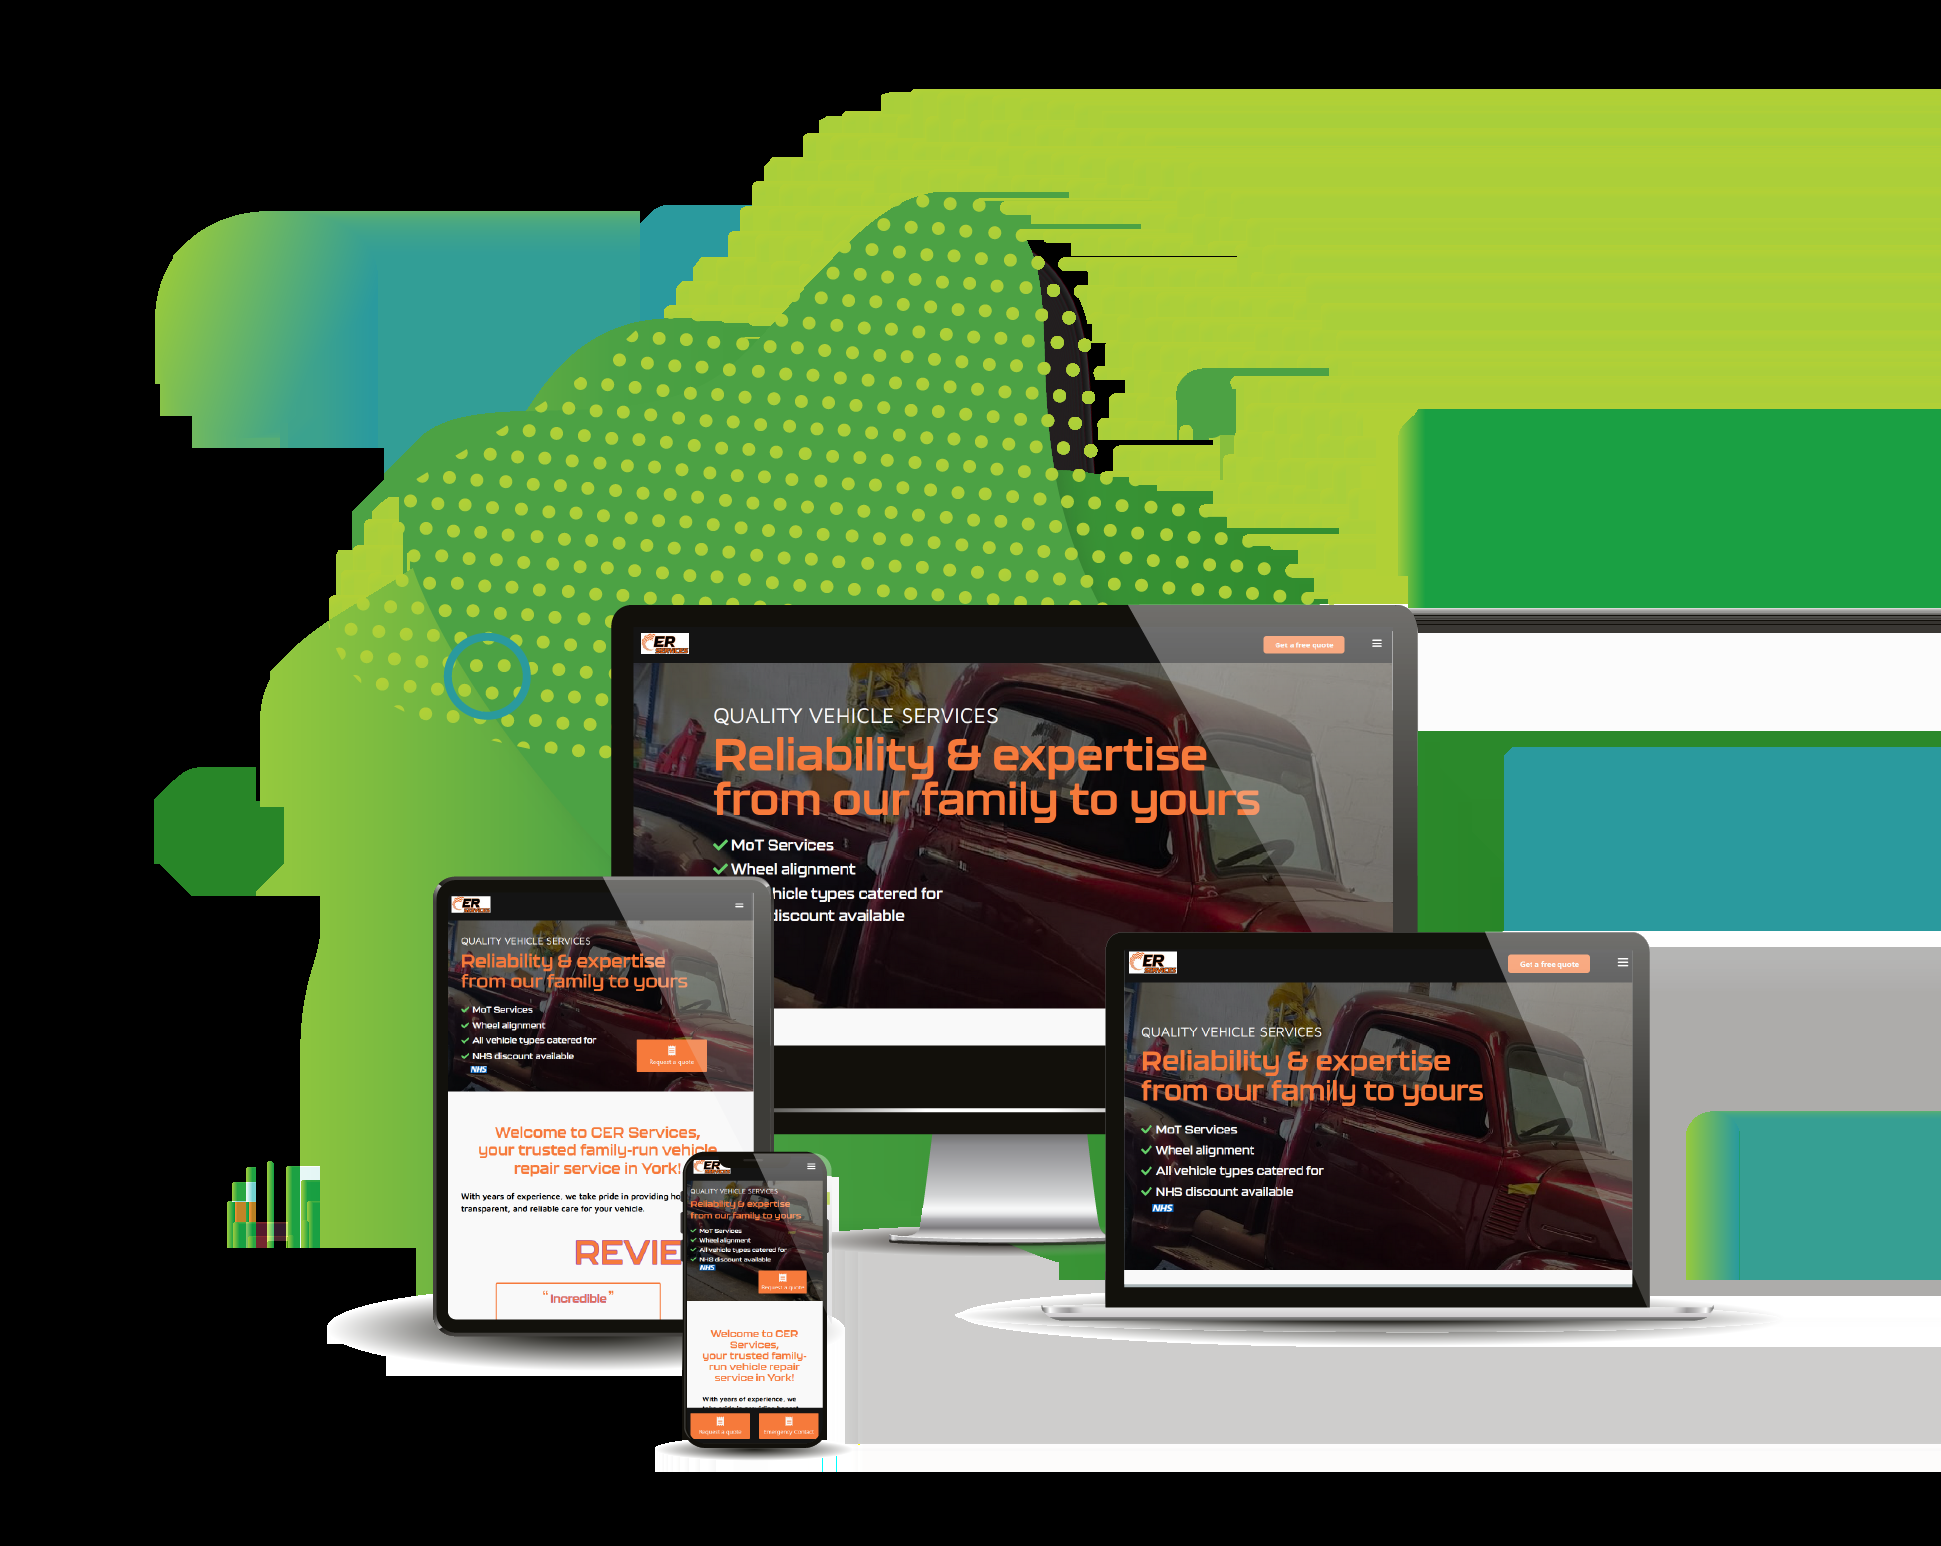 ER
SERVICES
Get a free quote
QUALITY VEHICLE SERVICES
Reliability & expertise
from our family to yours
MoT Services
Wheel alignment
hicle types catered for
discount available
ER
SERVICES
QUALITY VEHICLE SERVICES
Reliability & expertise
from our family to yours
MoT Services
Wheel alignment
All vehicle types catered for
NHS discount available
NHS
Request a quote
Welcome to CER Services,
your trusted family-run vehicle
repair service in York!
With years of experience, we take pride in providing ho
transparent, and reliable care for your vehicle.
REVIE
"Incredible"
ER
QUALITY VEHICLE SERVICES
Reliability & expertise
from our family to yours
MoT Services
Wheel alignment
All vehicle types catered for
NHS discount available
NHS
Request a quote
Welcome to CER
Services,
your trusted family-
run vehicle repair
service in York!
With years of experience, we
Request a quote
Emergency Contact
ER
SERVICES
Get a free quote
QUALITY VEHICLE SERVICES
Reliability & expertise
from our family to yours
MoT Services
Wheel alignment
All vehicle types catered for
NHS discount available
NHS